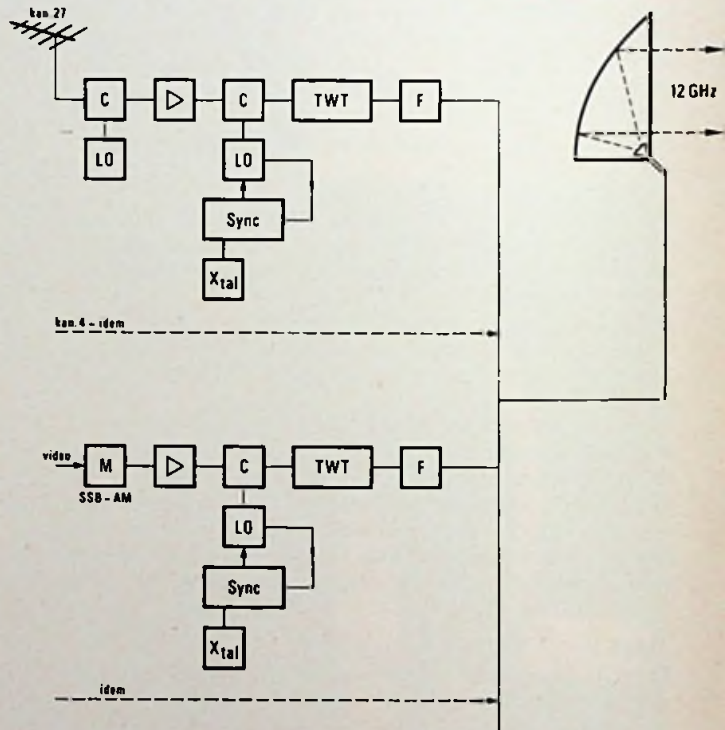 kan. 27
C
C
TWT
F
12 GHz
LO
LO
Sync
Xtal
kan. 4 - idem
video
M
C
TWT
F
SSB - AM
LO
Sync
Xtal
idem